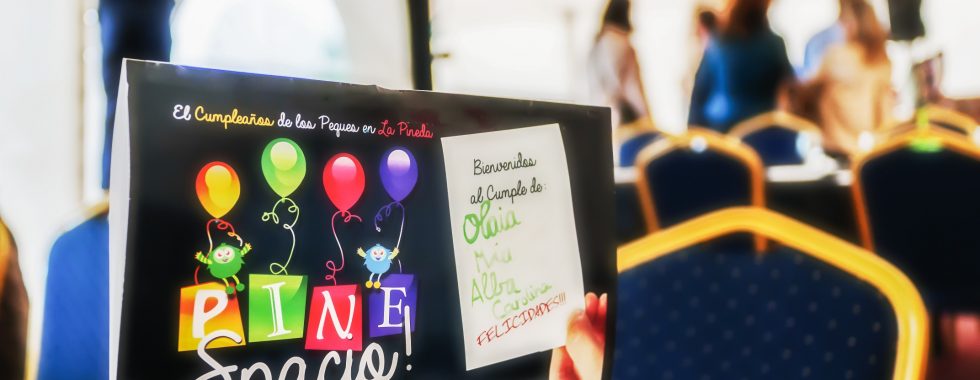 El Cumpleaños de los Peques en La Pineda
PINE
Spacio!
Bienvenidos
al Cumple de:
Olaia
Mia
Alba
Carolina
FELICIDADES!!!